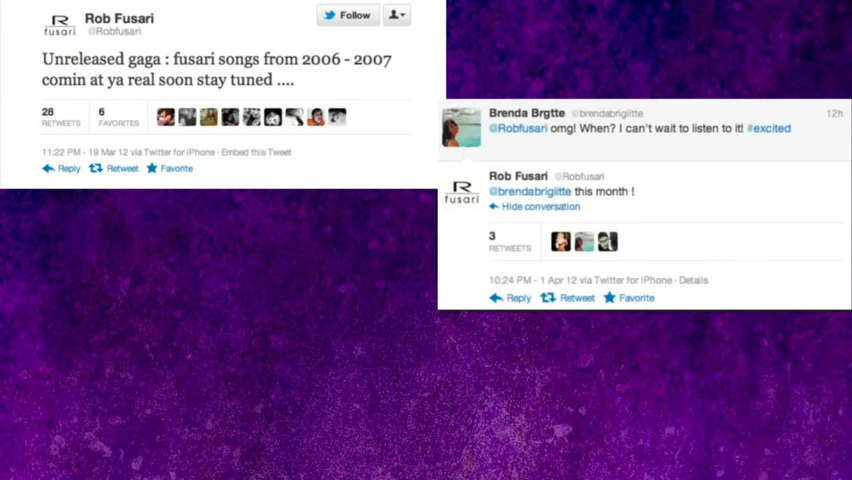 Rob Fusari
@Robfusari
Follow
R
fusari
Unreleased gaga : fusari songs from 2006 - 2007
comin at ya real soon stay tuned ....
28
RETWEETS
6
FAVORITES
11:22 PM - 19 Mar 12 via Twitter for iPhone · Embed this Tweet
Reply Retweet Favorite
Brenda Brgtte @brendabrigiitte 12h
@Robfusari omg! When? I can't wait to listen to it! #excited
Rob Fusari @Robfusari
R
fusari
@brendabrigiitte this month !
Hide conversation
3
RETWEETS
10:24 PM - 1 Apr 12 via Twitter for iPhone · Details
Reply Retweet Favorite